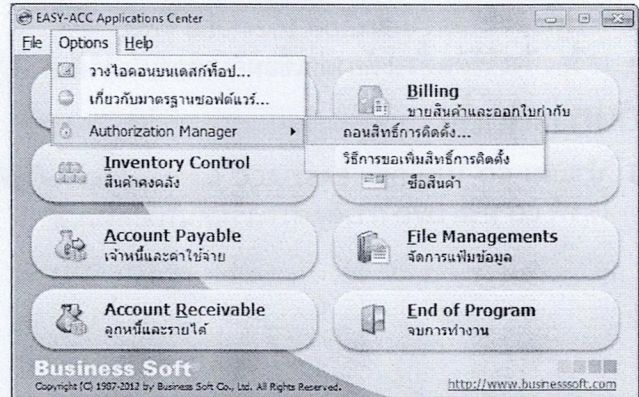 EASY-ACC Applications Center
File Options Help
วางไอคอนบนเดสก์ท็อป...
เกี่ยวกับมาตรฐานซอฟต์แวร์...
Authorization Manager
ถอนสิทธิ์การติดตั้ง...
วิธีการขอเพิ่มสิทธิ์การติดตั้ง
Billing
ขายสินค้าและออกใบกำกับ
Inventory Control
สินค้าคงคลัง
ซื้อสินค้า
Account Payable
เจ้าหนี้และค่าใช้จ่าย
File Managements
จัดการแฟ้มข้อมูล
Account Receivable
ลูกหนี้และรายได้
End of Program
จบการทำงาน
Business Soft
Copyright (C) 1987-2012 by Business Soft Co., Ltd. All Rights Reserved.
http://www.businesssoft.com